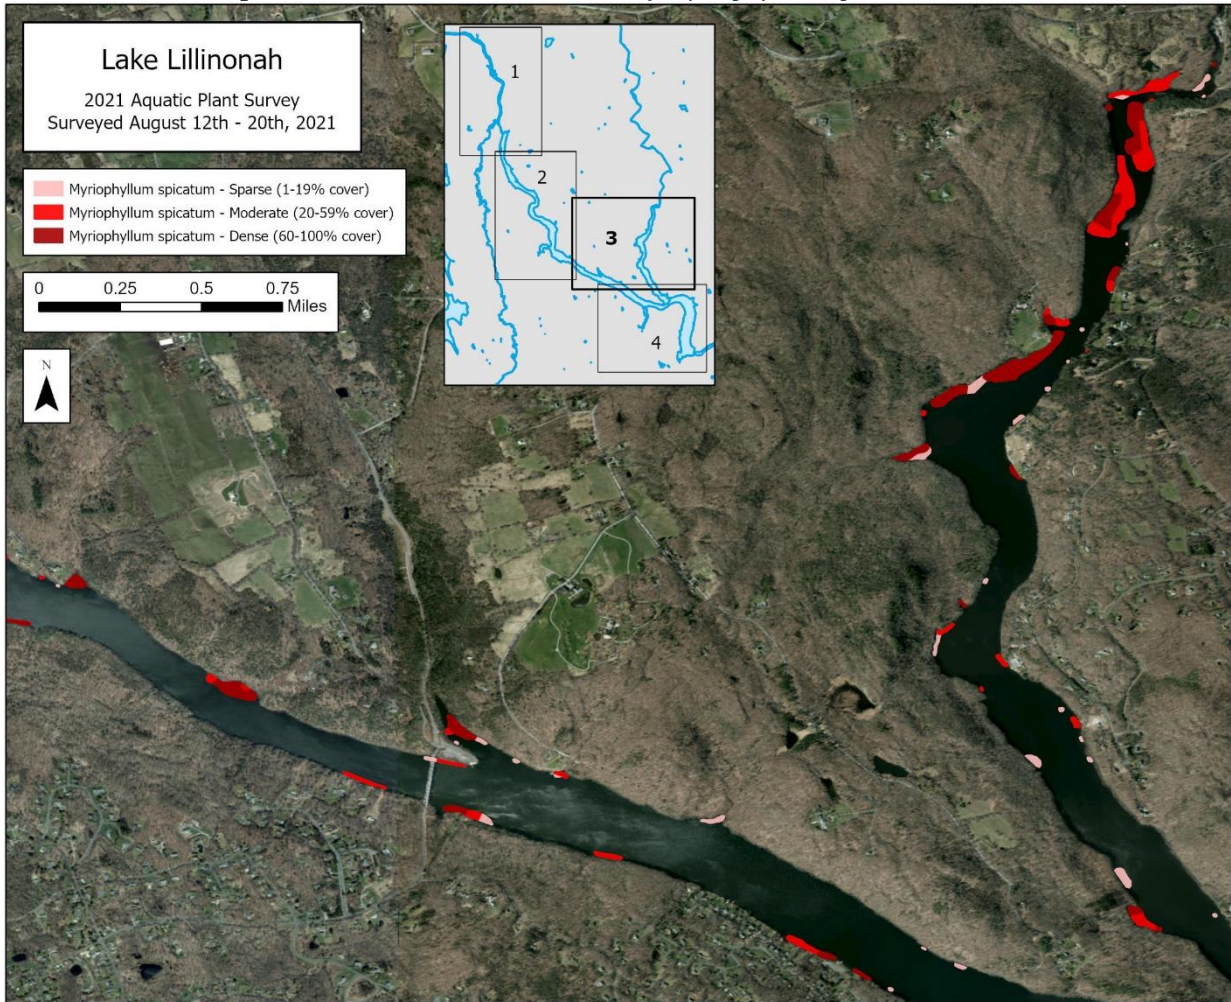 Lake Lillinonah
2021 Aquatic Plant Survey
Surveyed August 12th - 20th, 2021
Myriophyllum spicatum - Sparse (1-19% cover)
Myriophyllum spicatum - Moderate (20-59% cover)
Myriophyllum spicatum - Dense (60-100% cover)
0 0.25 0.5 0.75
Miles
N
1
2
3
4